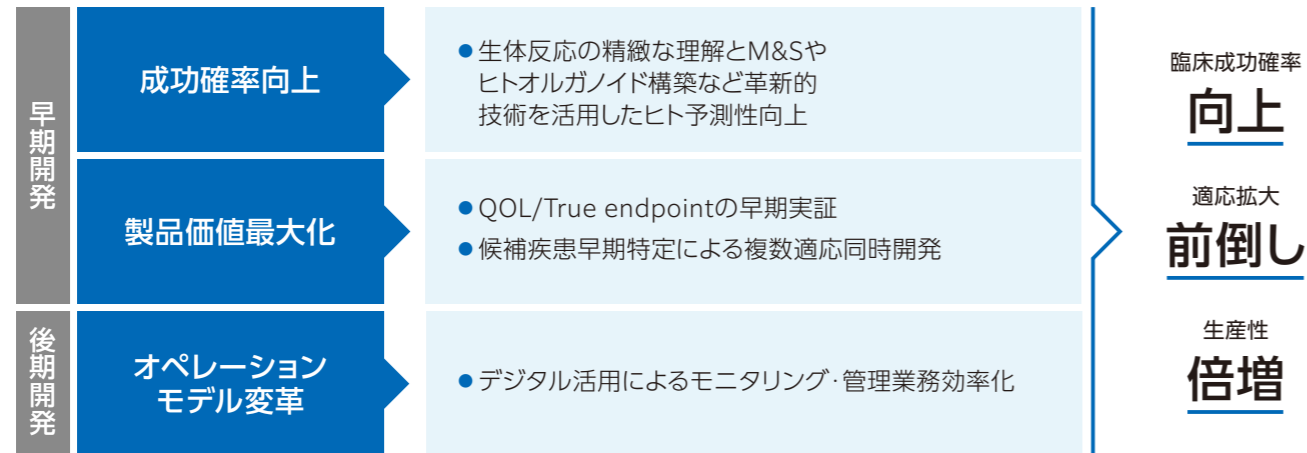 早期開発
成功確率向上
●生体反応の精緻な理解とM&Sや
ヒトオルガノイド構築など革新的
技術を活用したヒト予測性向上
製品価値最大化
●QOL/True endpointの早期実証
●候補疾患早期特定による複数適応同時開発
後期開発
オペレーション
モデル変革
●デジタル活用によるモニタリング・管理業務効率化
臨床成功確率
向上
適応拡大
前倒し
生産性
倍増